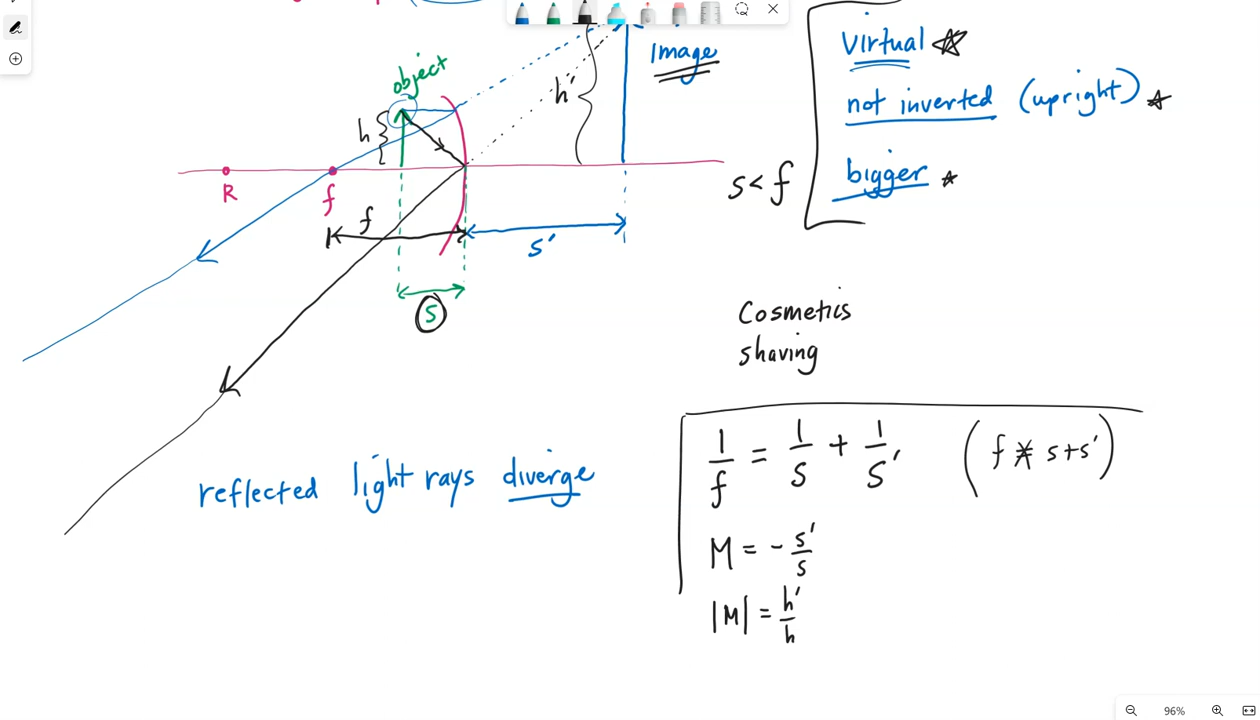 Image
Virtual
object
h'
not inverted (upright)
h
bigger
s < f
R
f
f
s'
s
Cosmetics
shaving
1/f = 1/s + 1/s' (f ≠ s+s')
reflected light rays diverge
M = - s'/s
|M| = h'/h
96%